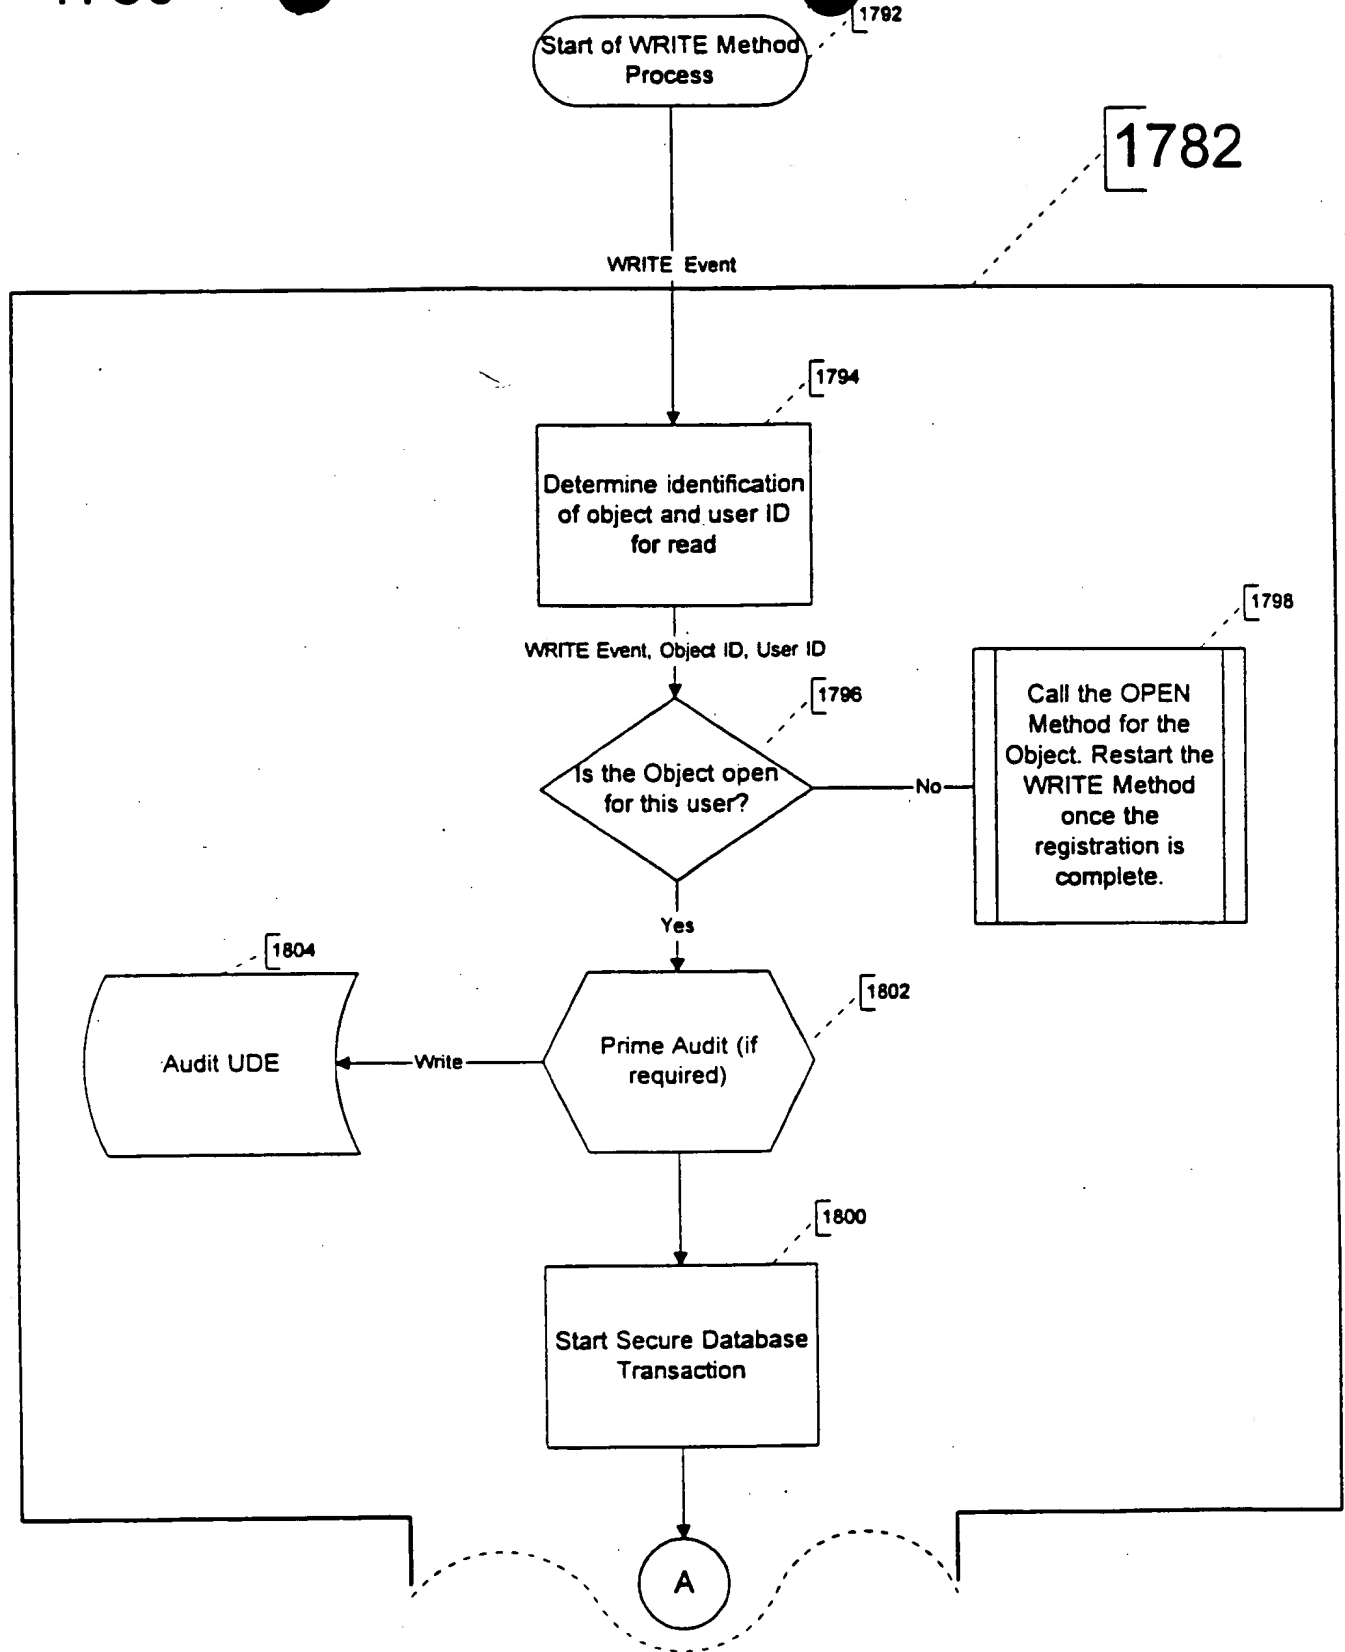 1792
Start of WRITE Method
Process
1782
WRITE Event
1794
Determine identification
of object and user ID
for read
WRITE Event, Object ID, User ID
1798
1796
Call the OPEN
Method for the
Object. Restart the
WRITE Method
once the
registration is
complete.
Is the Object open
for this user?
No
Yes
1804
1802
Audit UDE
Write
Prime Audit (if
required)
1800
Start Secure Database
Transaction
A